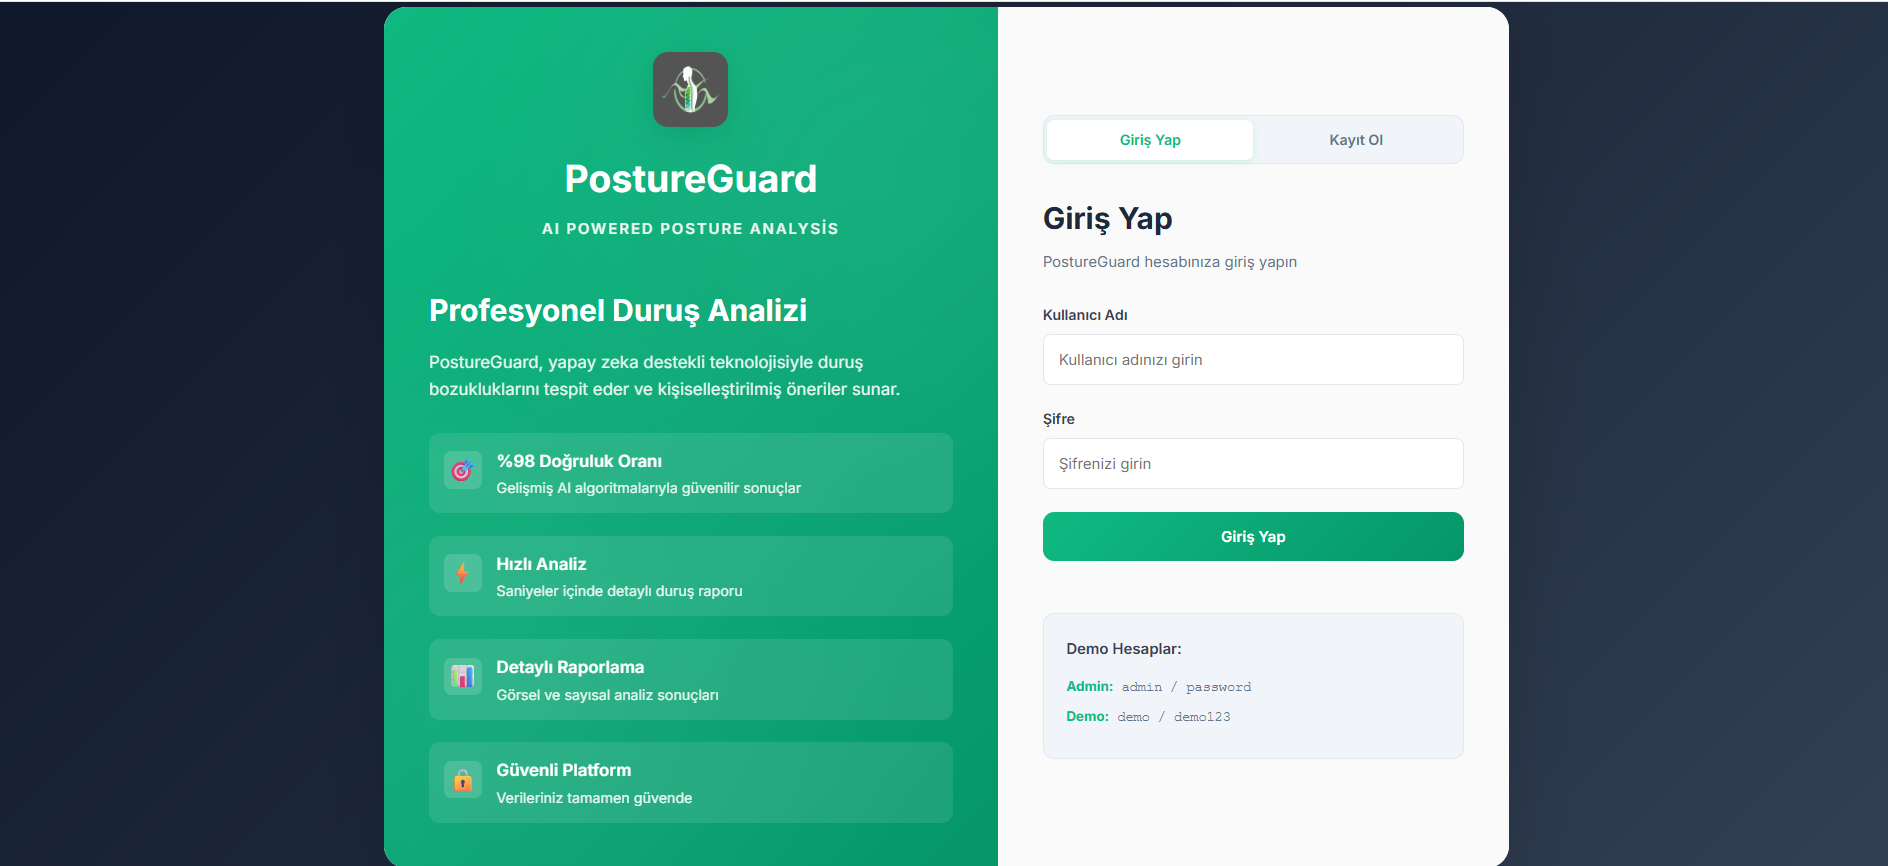 PostureGuard
AI POWERED POSTURE ANALYSİS
Profesyonel Duruş Analizi
PostureGuard, yapay zeka destekli teknolojisiyle duruş
bozukluklarını tespit eder ve kişiselleştirilmiş öneriler sunar.
%98 Doğruluk Oranı
Gelişmiş AI algoritmalarıyla güvenilir sonuçlar
Hızlı Analiz
Saniyeler içinde detaylı duruş raporu
Detaylı Raporlama
Görsel ve sayısal analiz sonuçları
Güvenli Platform
Verileriniz tamamen güvende
Giriş Yap
Kayıt Ol
Giriş Yap
PostureGuard hesabınıza giriş yapın
Kullanıcı Adı
Kullanıcı adınızı girin
Şifre
Şifrenizi girin
Giriş Yap
Demo Hesaplar:
Admin: admin / password
Demo: demo / demo123